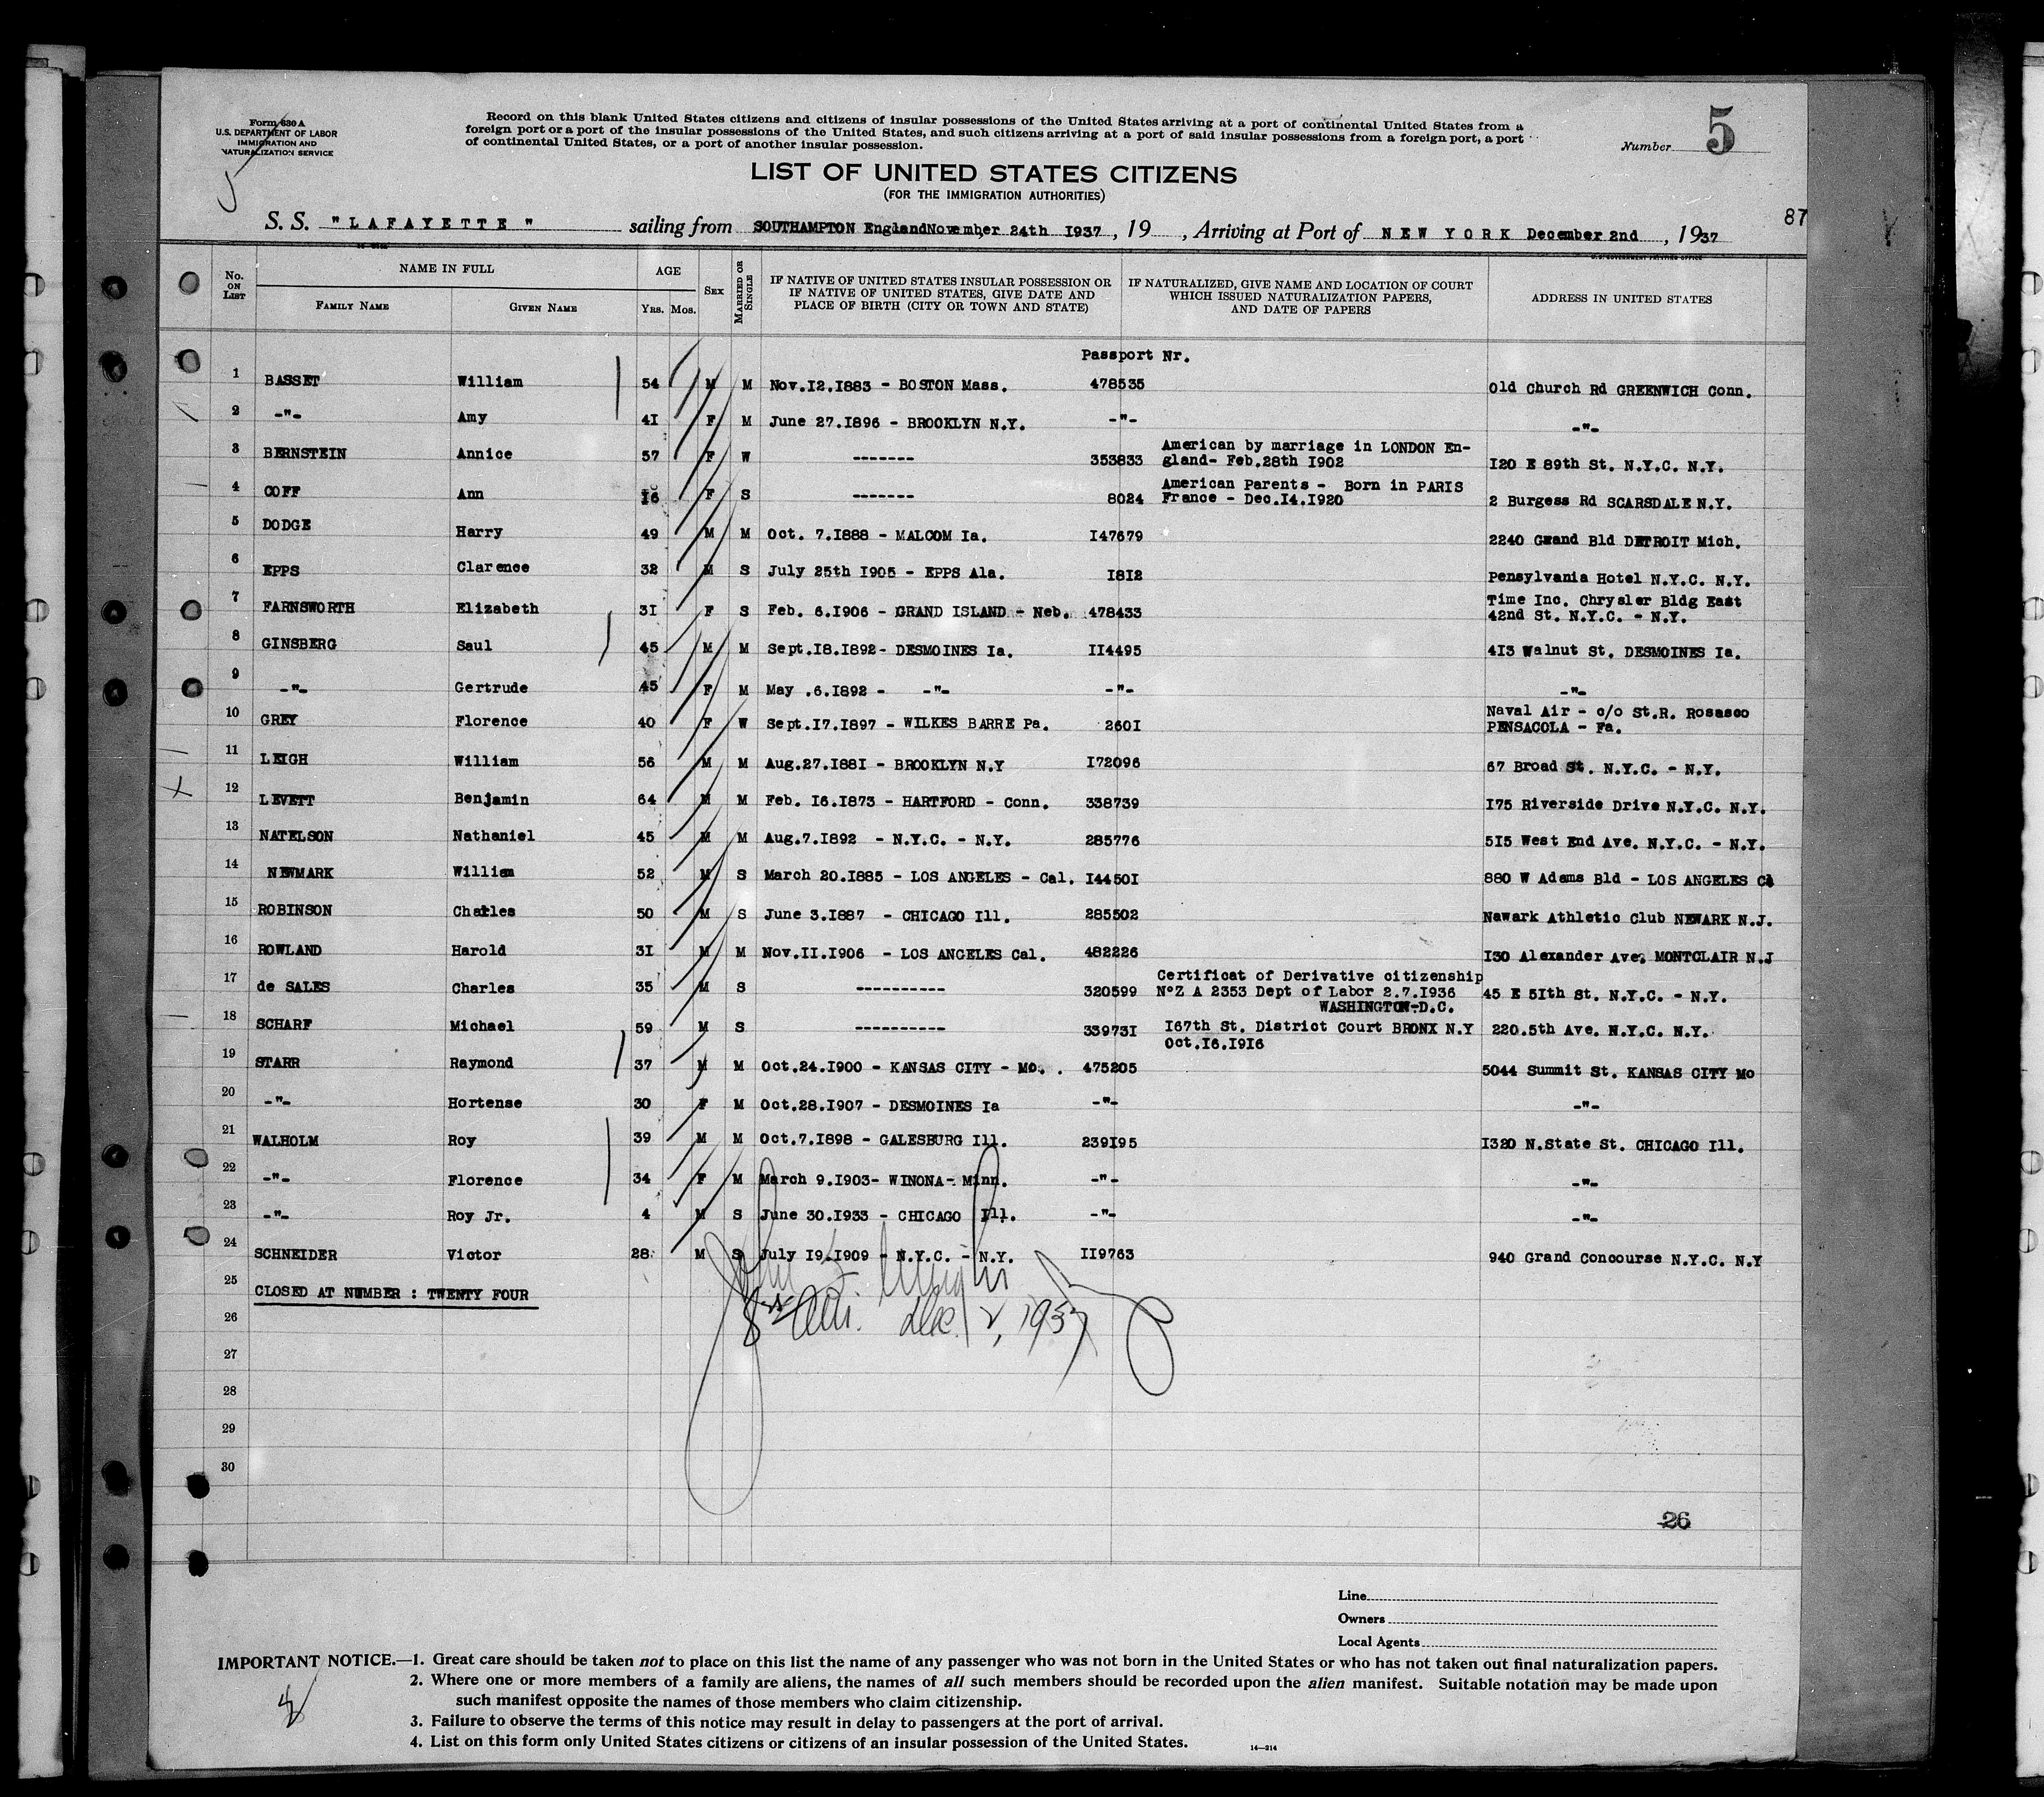 Form 630 A
U.S. DEPARTMENT OF LABOR
IMMIGRATION AND
NATURALIZATION SERVICE
Record on this blank United States citizens and citizens of insular possessions of the United States arriving at a port of continental United States from a
foreign port or a port of the insular possessions of the United States, and such citizens arriving at a port of said insular possessions from a foreign port, a port
of continental United States, or a port of another insular possession.
Number 5
LIST OF UNITED STATES CITIZENS
(FOR THE IMMIGRATION AUTHORITIES)
87
S. S. "LAFAYETTE" sailing from SOUTHAMPTON England November 24th 1937, 19 , Arriving at Port of NEW YORK December 2nd, 1937
U.S. GOVERNMENT PRINTING OFFICE
No. ON LIST NAME IN FULL FAMILY NAME GIVEN NAME AGE YRS. MOS. SEX MARRIED OR SINGLE IF NATIVE OF UNITED STATES INSULAR POSSESSION OR IF NATIVE OF UNITED STATES, GIVE DATE AND PLACE OF BIRTH (CITY OR TOWN AND STATE) IF NATURALIZED, GIVE NAME AND LOCATION OF COURT WHICH ISSUED NATURALIZATION PAPERS, AND DATE OF PAPERS ADDRESS IN UNITED STATES
Passport Nr.
1 BASSET William 54 M M Nov.12.1883 - BOSTON Mass. 478535 Old Church Rd GREENWICH Conn.
2 -"- Amy 41 F M June 27.1896 - BROOKLYN N.Y. -"- -"-
3 BERNSTEIN Annice 57 F W ------- 353833 American by marriage in LONDON En-
gland- Feb.28th 1902 120 E 89th St. N.Y.C. N.Y.
4 COFF Ann 16 F S ------- 8024 American Parents - Born in PARIS
France - Dec.14.1920 2 Burgess Rd SCARSDALE N.Y.
5 DODGE Harry 49 M M Oct. 7.1888 - MALCOM Ia. 147679 2240 Grand Bld DETROIT Mich.
6 EPPS Clarence 32 M S July 25th 1905 - EPPS Ala. 1812 Pensylvania Hotel N.Y.C. N.Y.
7 FARNSWORTH Elizabeth 31 F S Feb. 6.1906 - GRAND ISLAND - Neb. 478433 Time Inc. Chrysler Bldg East
42nd St. N.Y.C. - N.Y.
8 GINSBERG Saul 45 M M Sept.18.1892- DESMOINES Ia. 114495 413 Walnut St. DESMOINES Ia.
9 -"- Gertrude 45 F M May .6.1892 - -"- -"- -"-
10 GREY Florence 40 F W Sept.17.1897 - WILKES BARRE Pa. 2601 Naval Air - c/o St.R. Rosasco
PENSACOLA - Fa.
11 LEIGH William 56 M M Aug.27.1881 - BROOKLYN N.Y 172096 67 Broad St. N.Y.C. - N.Y.
12 LEVETT Benjamin 64 M M Feb. 16.1873 - HARTFORD - Conn. 338739 175 Riverside Drive N.Y.C. N.Y.
13 NATELSON Nathaniel 45 M M Aug.7.1892 - N.Y.C. - N.Y. 285776 515 West End Ave. N.Y.C. - N.Y.
14 NEWMARK William 52 M S March 20.1885 - LOS ANGELES - Cal. 144501 880 W Adams Bld - LOS ANGELES Ca
15 ROBINSON Charles 50 M S June 3.1887 - CHICAGO Ill. 285502 Newark Athletic Club NEWARK N.J.
16 ROWLAND Harold 31 M M Nov.11.1906 - LOS ANGELES Cal. 482226 130 Alexander Ave. MONTCLAIR N.J
17 de SALES Charles 35 M S ---------- 320599 Certificat of Derivative citizenship
N°Z A 2353 Dept of Labor 2.7.1936
WASHINGTON-D.C. 45 E 51th St. N.Y.C. - N.Y.
18 SCHARF Michael 59 M S ---------- 339731 167th St. District Court BRONX N.Y
Oct.16.1916 220.5th Ave. N.Y.C. N.Y.
19 STARR Raymond 37 M M Oct.24.1900 - KANSAS CITY - Mo. . 475205 5044 Summit St. KANSAS CITY Mo
20 -"- Hortense 30 F M Oct.28.1907 - DESMOINES Ia -"- -"-
21 WALHOLM Roy 39 M M Oct.7.1898 - GALESBURG Ill. 239195 1320 N.State St. CHICAGO Ill.
22 -"- Florence 34 F M March 9.1903- WINONA- Minn. -"- -"-
23 -"- Roy Jr. 4 M S June 30.1933 - CHICAGO Ill. -"- -"-
24 SCHNEIDER Victor 28 M S July 19.1909 - N.Y.C. - N.Y. 119763 940 Grand Concourse N.Y.C. N.Y
25 CLOSED AT NUMBER : TWENTY FOUR
26 Dec. 2, 1937
27
28
29
30
26
Line
Owners
Local Agents
IMPORTANT NOTICE.—1. Great care should be taken not to place on this list the name of any passenger who was not born in the United States or who has not taken out final naturalization papers.
2. Where one or more members of a family are aliens, the names of all such members should be recorded upon the alien manifest. Suitable notation may be made upon
such manifest opposite the names of those members who claim citizenship.
3. Failure to observe the terms of this notice may result in delay to passengers at the port of arrival.
4. List on this form only United States citizens or citizens of an insular possession of the United States.
14—214